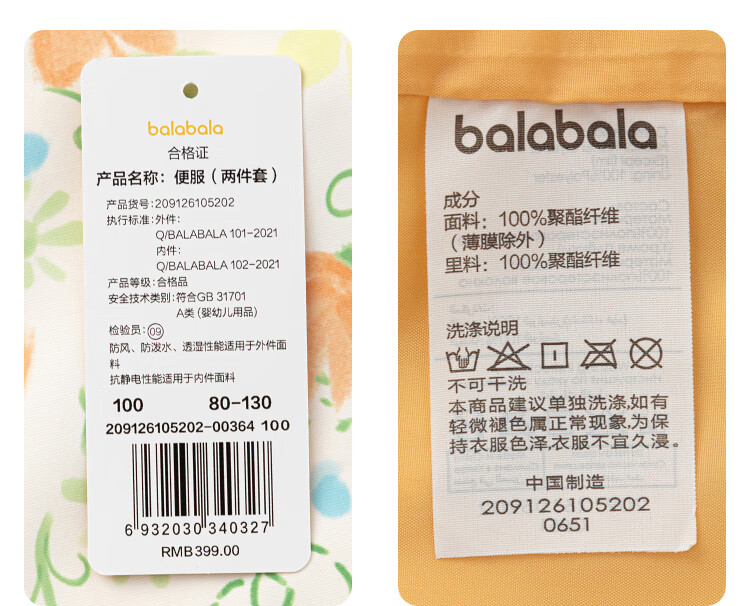 balabala
合格证
产品名称：便服（两件套）
产品货号：209126105202
执行标准：外件：
Q/BALABALA 101-2021
内件：
Q/BALABALA 102-2021
产品等级：合格品
安全技术类别：符合GB 31701
A类（婴幼儿用品）
检验员：09
防风、防泼水、透湿性能适用于外件面
料
抗静电性能适用于内件面料
100 80-130
209126105202-00364 100
6 932030 340327
RMB399.00
balabala
成分
面料：100%聚酯纤维
（薄膜除外）
里料：100%聚酯纤维
洗涤说明
不可干洗
本商品建议单独洗涤,如有
轻微褪色属正常现象,为保
持衣服色泽,衣服不宜久浸。
中国制造
209126105202
0651